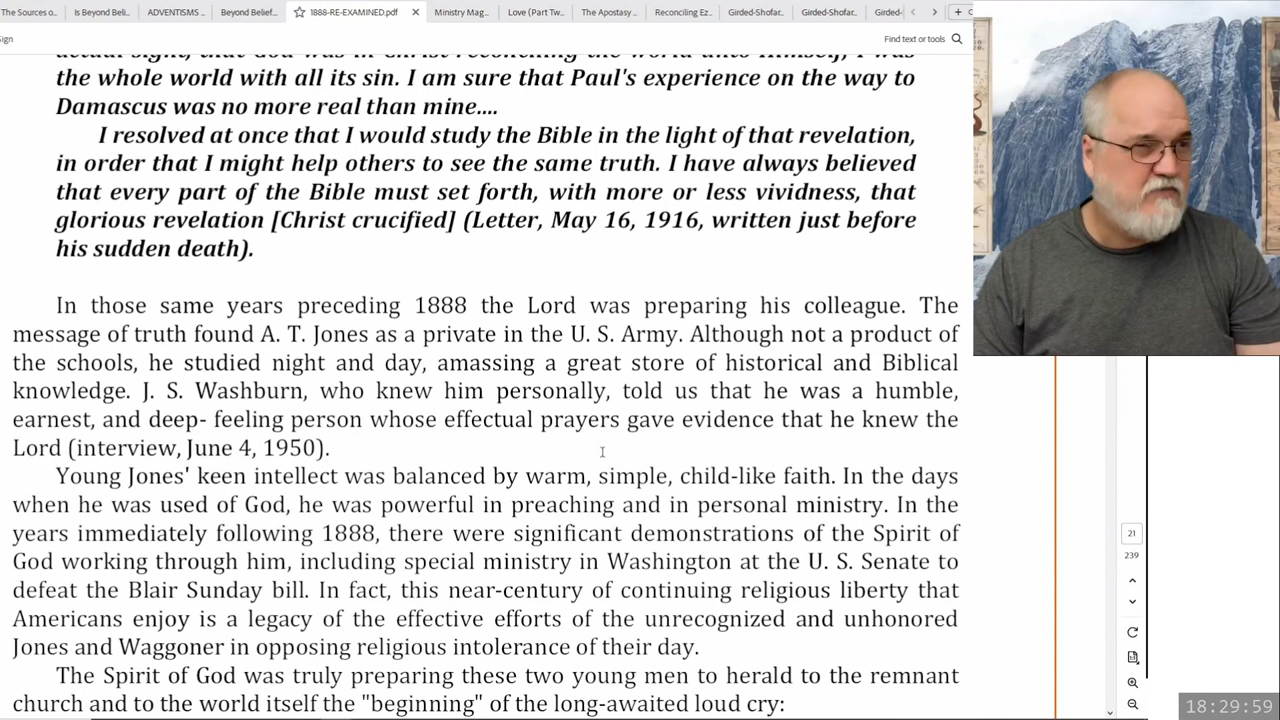 The Sources o...
Is Beyond Beli...
ADVENTISMS ...
Beyond Belief...
1888-RE-EXAMINED.pdf
Ministry Mag...
Love (Part Tw...
The Apostasy ...
Reconciling Ez...
Girded-Shofar...
Girded-Shofar...
Girded-
Sign
Find text or tools
the whole world with all its sin. I am sure that Paul's experience on the way to
Damascus was no more real than mine....
I resolved at once that I would study the Bible in the light of that revelation,
in order that I might help others to see the same truth. I have always believed
that every part of the Bible must set forth, with more or less vividness, that
glorious revelation [Christ crucified] (Letter, May 16, 1916, written just before
his sudden death).
In those same years preceding 1888 the Lord was preparing his colleague. The
message of truth found A. T. Jones as a private in the U. S. Army. Although not a product of
the schools, he studied night and day, amassing a great store of historical and Biblical
knowledge. J. S. Washburn, who knew him personally, told us that he was a humble,
earnest, and deep- feeling person whose effectual prayers gave evidence that he knew the
Lord (interview, June 4, 1950).
Young Jones' keen intellect was balanced by warm, simple, child-like faith. In the days
when he was used of God, he was powerful in preaching and in personal ministry. In the
years immediately following 1888, there were significant demonstrations of the Spirit of
God working through him, including special ministry in Washington at the U. S. Senate to
defeat the Blair Sunday bill. In fact, this near-century of continuing religious liberty that
Americans enjoy is a legacy of the effective efforts of the unrecognized and unhonored
Jones and Waggoner in opposing religious intolerance of their day.
The Spirit of God was truly preparing these two young men to herald to the remnant
church and to the world itself the "beginning" of the long-awaited loud cry:
21
239
18:29:59